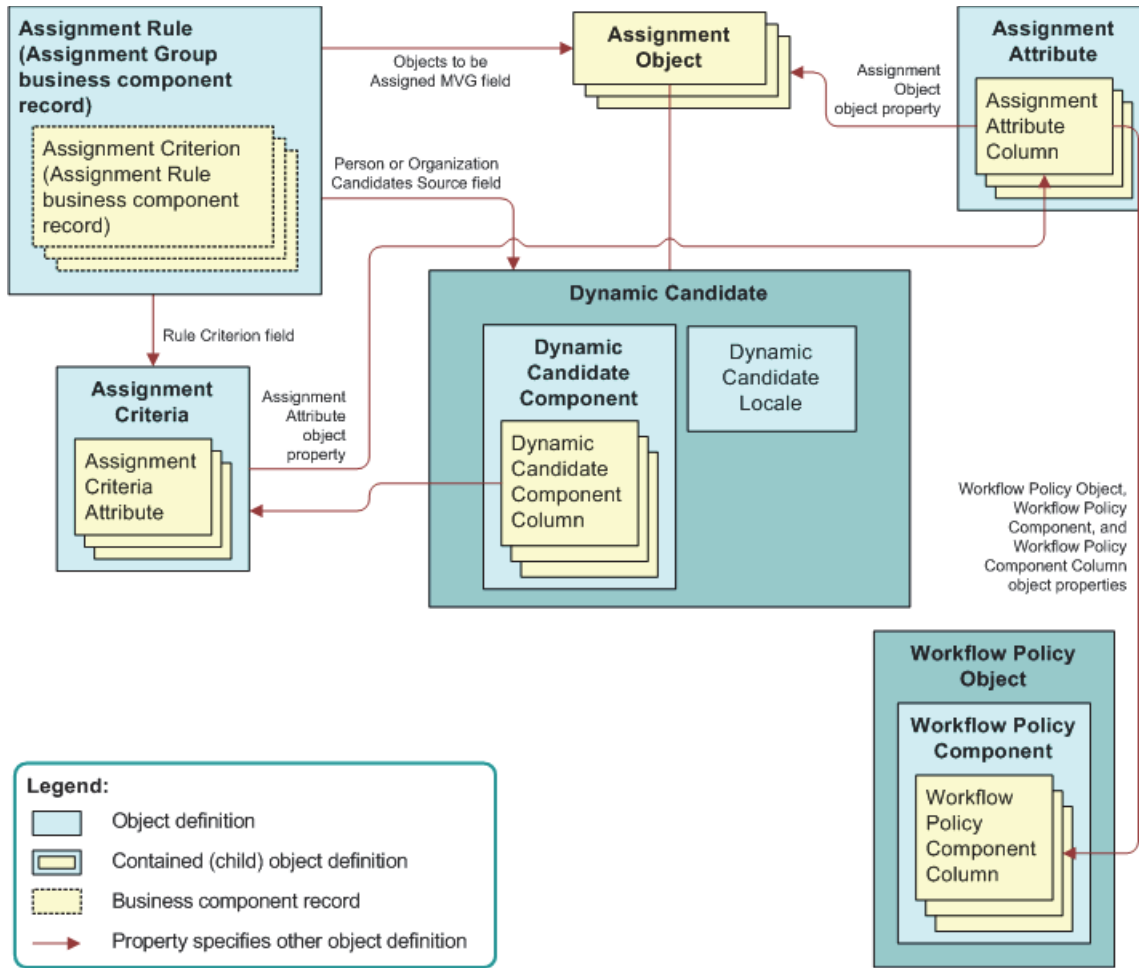 Assignment Rule
(Assignment Group
business component
record)
Assignment Criterion
(Assignment Rule
business component
record)
Objects to be
Assigned MVG field
Assignment
Object
Assignment
Object
object property
Assignment
Attribute
Assignment
Attribute
Column
Person or Organization
Candidates Source field
Rule Criterion field
Assignment
Criteria
Assignment
Criteria
Attribute
Assignment
Attribute
object
property
Dynamic Candidate
Dynamic
Candidate
Component
Dynamic
Candidate
Component
Column
Dynamic
Candidate
Locale
Workflow Policy Object,
Workflow Policy
Component, and
Workflow Policy
Component Column
object properties
Workflow Policy
Object
Workflow Policy
Component
Workflow
Policy
Component
Column
Legend:
Object definition
Contained (child) object definition
Business component record
Property specifies other object definition